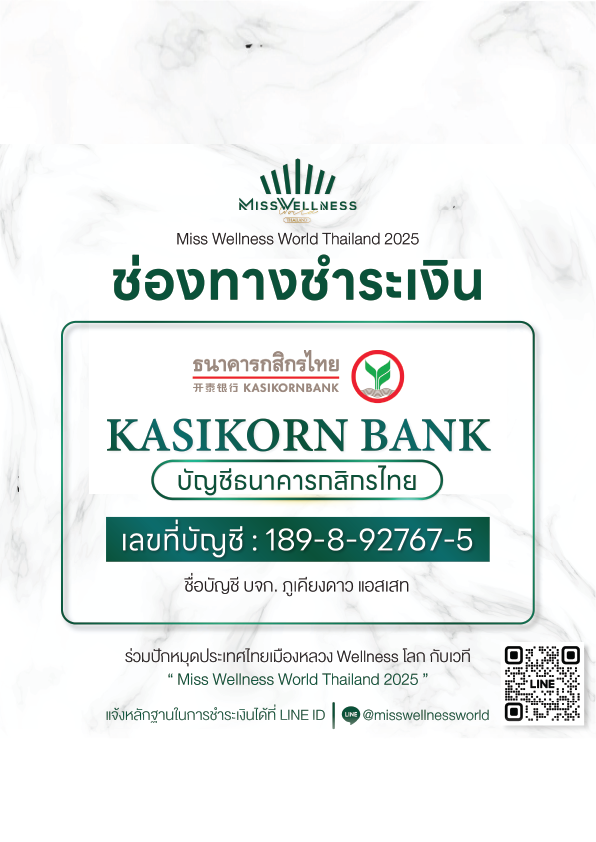 MISSWELLNESS
World
THAILAND
Miss Wellness World Thailand 2025
ช่องทางชำระเงิน
ธนาคารกสิกรไทย
开泰银行 KASIKORNBANK
KASIKORN BANK
บัญชีธนาคารกสิกรไทย
เลขที่บัญชี : 189-8-92767-5
ชื่อบัญชี บจก. ภูเคียงดาว แอสเสท
ร่วมปักหมุดประเทศไทยเมืองหลวง Wellness โลก กับเวที
“ Miss Wellness World Thailand 2025 ”
LINE
แจ้งหลักฐานในการชำระเงินได้ที่ LINE ID | LINE @misswellnessworld